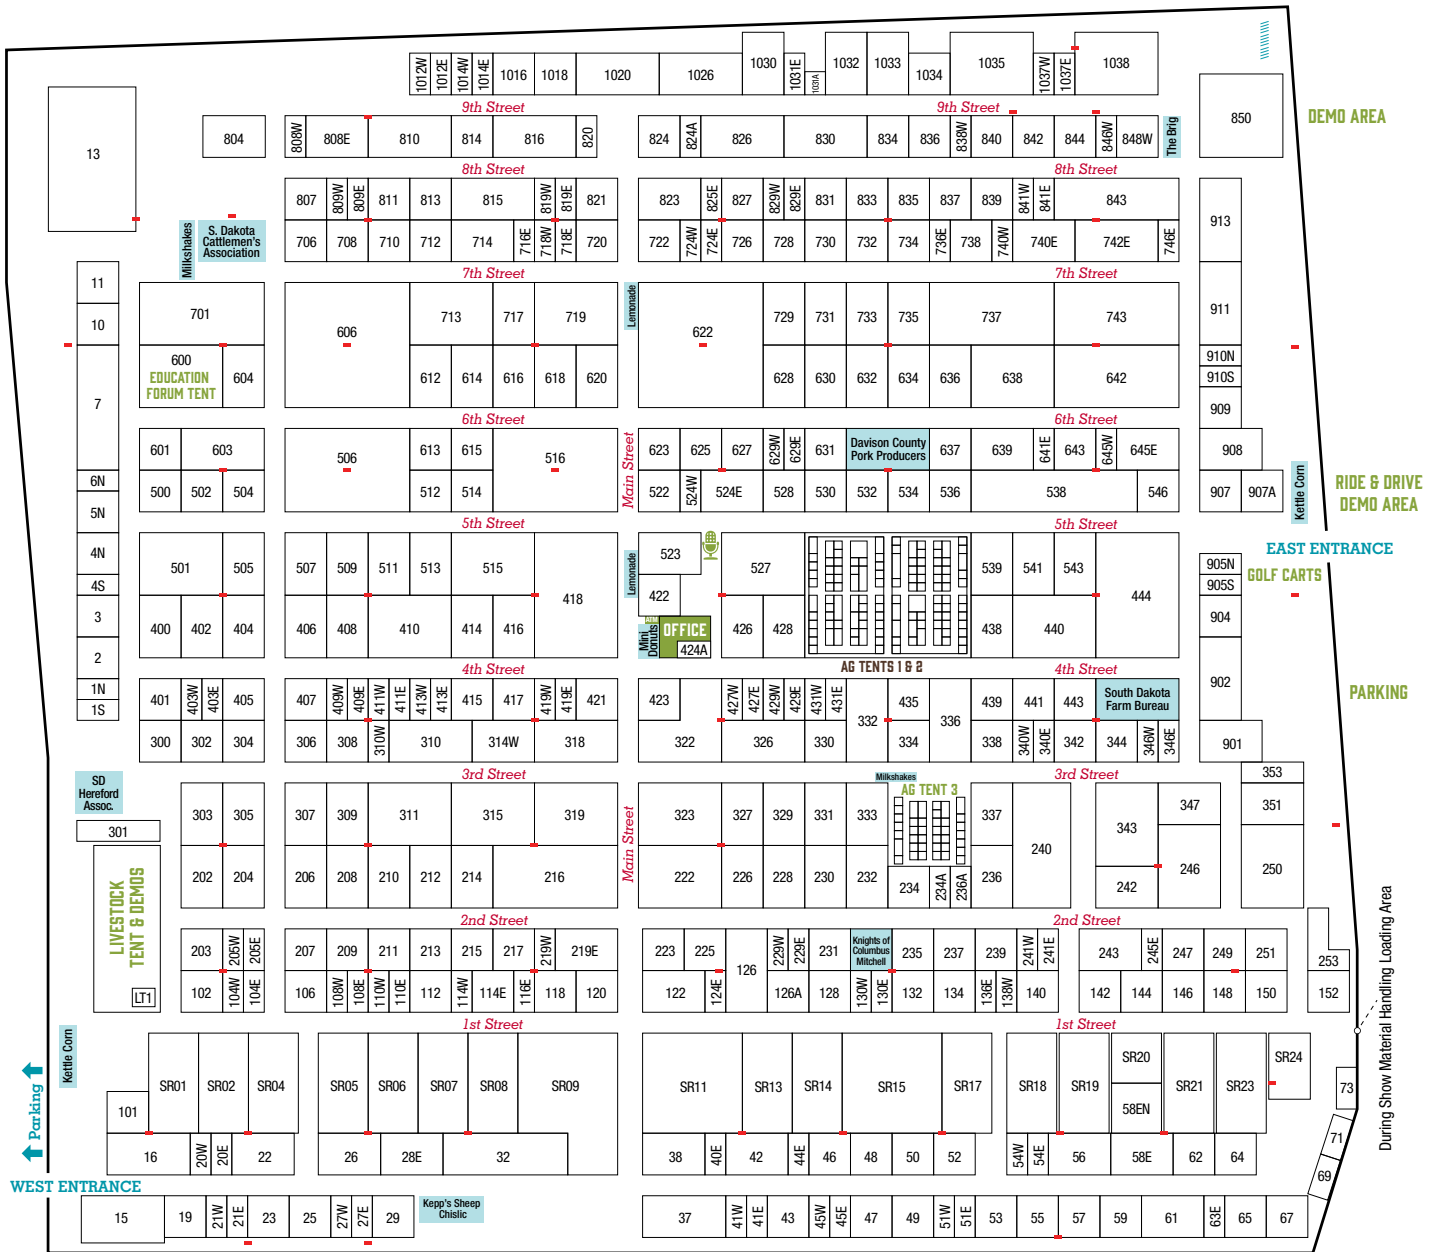 1012W 1012E 1014W 1014E 1016 1018 1020 1026 1030 1031E 1031A 1032 1033 1034 1035 1037W 1037E 1038
9th Street 9th Street
13 804 808W 808E 810 814 816 820 824 824A 826 830 834 836 838W 840 842 844 846W 848W The Brig 850 DEMO AREA
8th Street 8th Street
807 809W 809E 811 813 815 819W 819E 821 823 825E 827 829W 829E 831 833 835 837 839 841W 841E 843 913
Milkshakes
S. Dakota
Cattlemen's
Association
706 708 710 712 714 716E 718W 718E 720 722 724W 724E 726 728 730 732 734 736E 738 740W 740E 742E 746E
7th Street 7th Street
11 10 701 606 713 717 719 Lemonade 622 729 731 733 735 737 743 911
600
EDUCATION
FORUM TENT
604 612 614 616 618 620 628 630 632 634 636 638 642 910N 910S 909
7
6th Street 6th Street
601 603 506 613 615 516 Main Street 623 625 627 629W 629E 631
Davison County
Pork Producers
637 639 641E 643 645W 645E 908
6N 500 502 504 512 514 522 524W 524E 528 530 532 534 536 538 546 907 907A Kettle Corn
RIDE & DRIVE
DEMO AREA
5N
5th Street 5th Street
EAST ENTRANCE
4N 501 505 507 509 511 513 515 418 Lemonade 523 527 539 541 543 444 905N
GOLF CARTS
4S 422 905S
3 400 402 404 406 408 410 414 416 Mini
Donuts
ATM
OFFICE
424A 426 428 438 440 904
2
AG TENTS 1 & 2
4th Street 4th Street
1N 1S 401 403W 403E 405 407 409W 409E 411W 411E 413W 413E 415 417 419W 419E 421 423 427W 427E 429W 429E 431W 431E 332 435 336 439 441 443
South Dakota
Farm Bureau
902 PARKING
300 302 304 306 308 310W 310 314W 318 322 326 330 334 338 340W 340E 342 344 346W 346E 901
3rd Street 3rd Street
SD
Hereford
Assoc.
301 303 305 307 309 311 315 319 Main Street 323 327 329 331 333
Milkshakes
AG TENT 3
337 240 343 347 353 351
LIVESTOCK
TENT & DEMOS
202 204 206 208 210 212 214 216 222 226 228 230 232 234 234A 236A 236 242 246 250
2nd Street 2nd Street
203 205W 205E 207 209 211 213 215 217 219W 219E 223 225 126 229W 229E 231
Knights of
Columbus
Mitchell
235 237 239 241W 241E 243 245E 247 249 251 253
LT1 102 104W 104E 106 108W 108E 110W 110E 112 114W 114E 116E 118 120 122 124E 126A 128 130W 130E 132 134 136E 138W 140 142 144 146 148 150 152
1st Street 1st Street
During Show Material Handling Loading Area
Kettle Corn
101 SR01 SR02 SR04 SR05 SR06 SR07 SR08 SR09 SR11 SR13 SR14 SR15 SR17 SR18 SR19 SR20 58EN SR21 SR23 SR24 73
Parking
16 20W 20E 22 26 28E 32 38 40E 42 44E 46 48 50 52 54W 54E 56 58E 62 64 71 69
WEST ENTRANCE
15 19 21W 21E 23 25 27W 27E 29
Kepp's Sheep
Chislic
37 41W 41E 43 45W 45E 47 49 51W 51E 53 55 57 59 61 63E 65 67